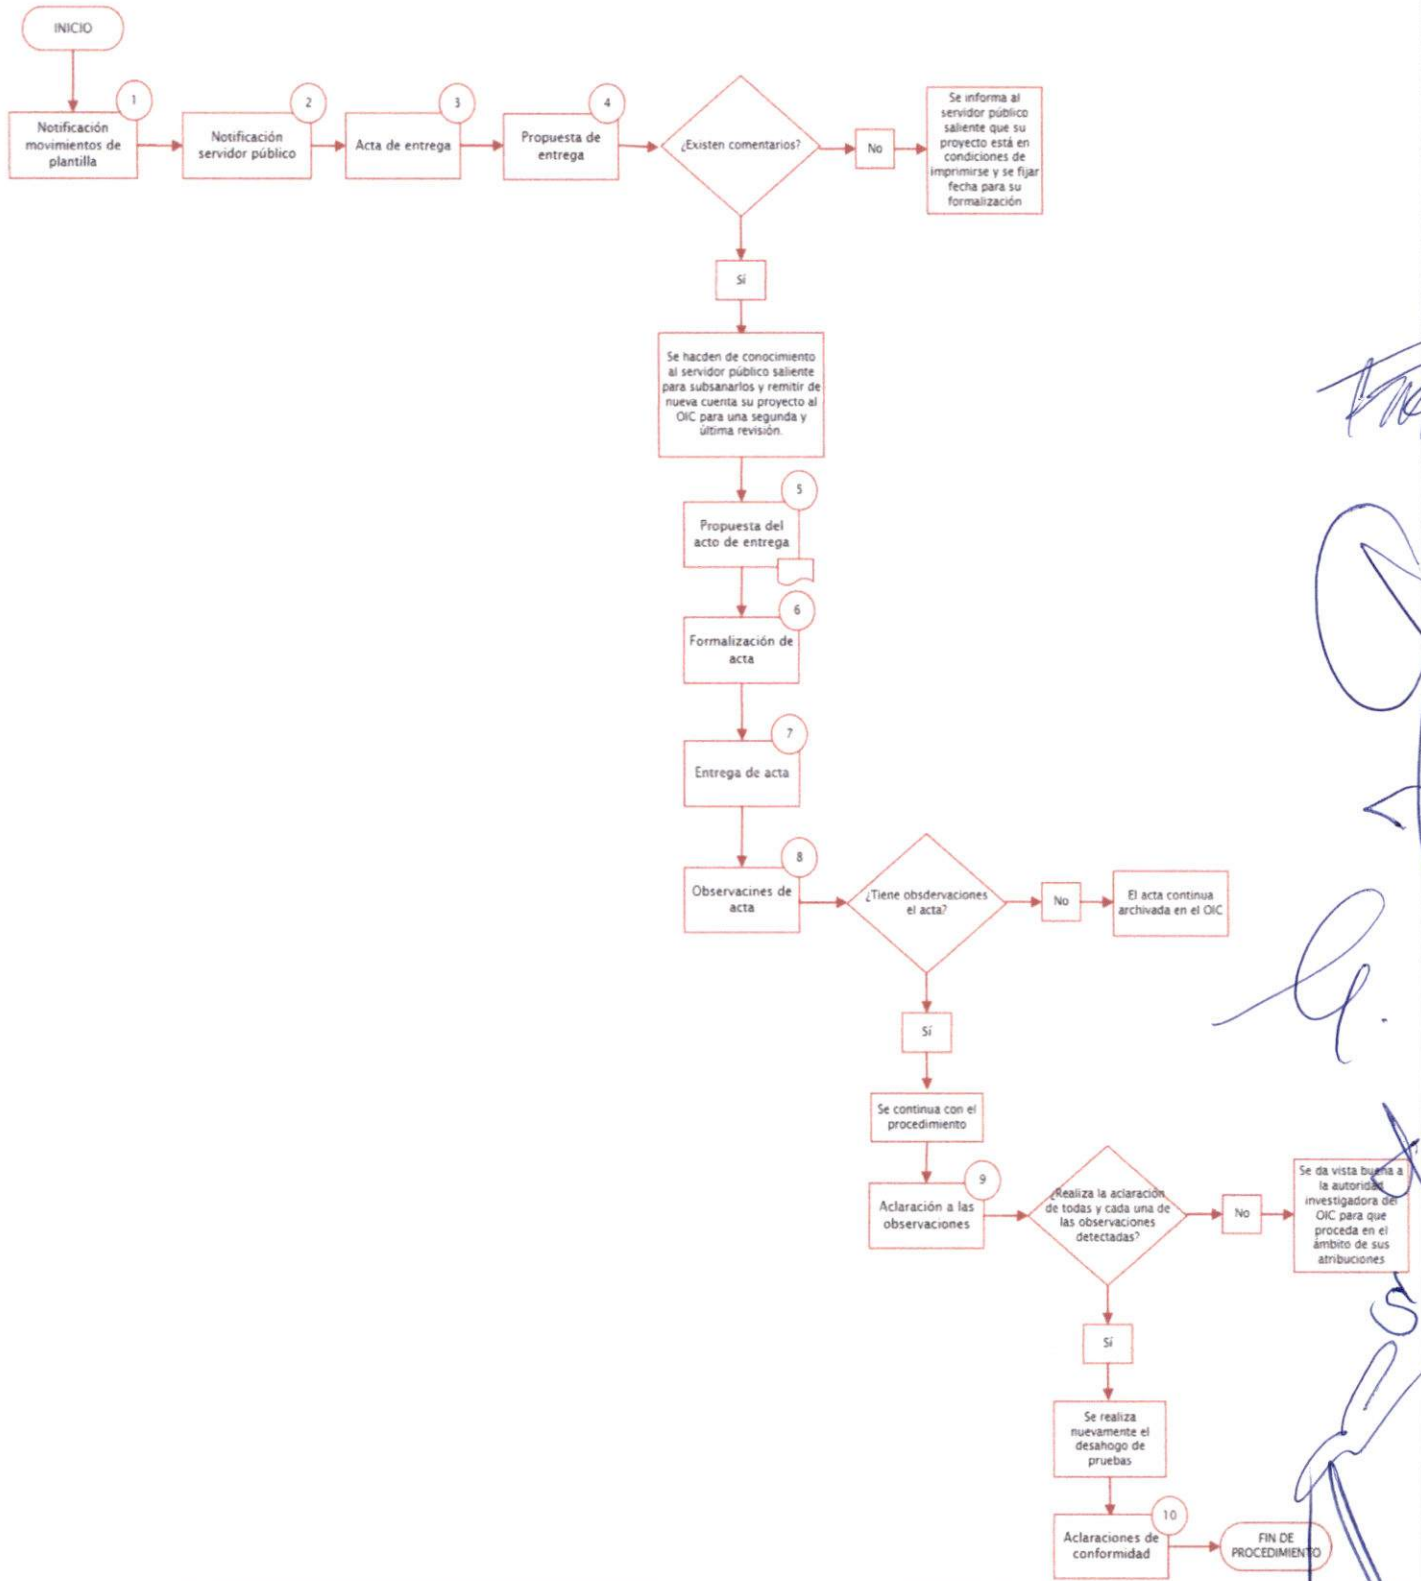 INICIO
1
Notificación
movimientos de
plantilla
2
Notificación
servidor público
3
Acta de entrega
4
Propuesta de
entrega
¿Existen comentarios?
No
Se informa al
servidor público
saliente que su
proyecto está en
condiciones de
imprimirse y se fijar
fecha para su
formalización
Sí
Se hacden de conocimiento
al servidor público saliente
para subsanarlos y remitir de
nueva cuenta su proyecto al
OIC para una segunda y
última revisión.
5
Propuesta del
acto de entrega
6
Formalización de
acta
7
Entrega de acta
8
Observacines de
acta
¿Tiene obsdervaciones
el acta?
No
El acta continua
archivada en el OIC
Sí
Se continua con el
procedimiento
9
Aclaración a las
observaciones
¿Realiza la aclaración
de todas y cada una de
las observaciones
detectadas?
No
Se da vista buena a
la autoridad
investigadora del
OIC para que
proceda en el
ámbito de sus
atribuciones
Sí
Se realiza
nuevamente el
desahogo de
pruebas
10
Aclaraciones de
conformidad
FIN DE
PROCEDIMIENTO